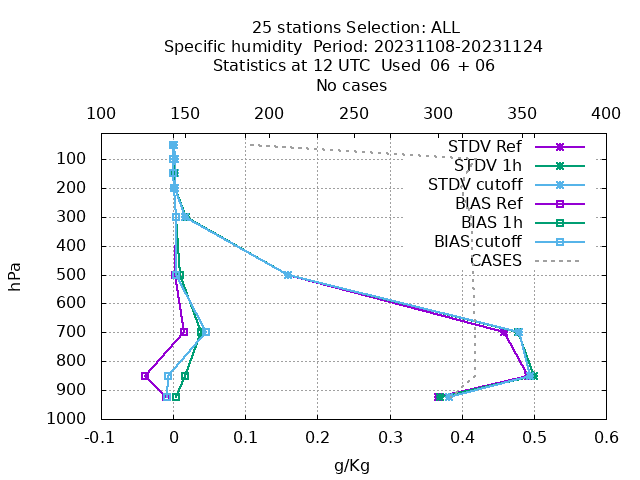 25 stations Selection: ALL
Specific humidity  Period: 20231108-20231124
Statistics at 12 UTC  Used  06 + 06
No cases
100 150 200 250 300 350 400
STDV Ref
STDV 1h
STDV cutoff
BIAS Ref
BIAS 1h
BIAS cutoff
CASES
hPa
100
200
300
400
500
600
700
800
900
1000
-0.1 0 0.1 0.2 0.3 0.4 0.5 0.6
g/Kg